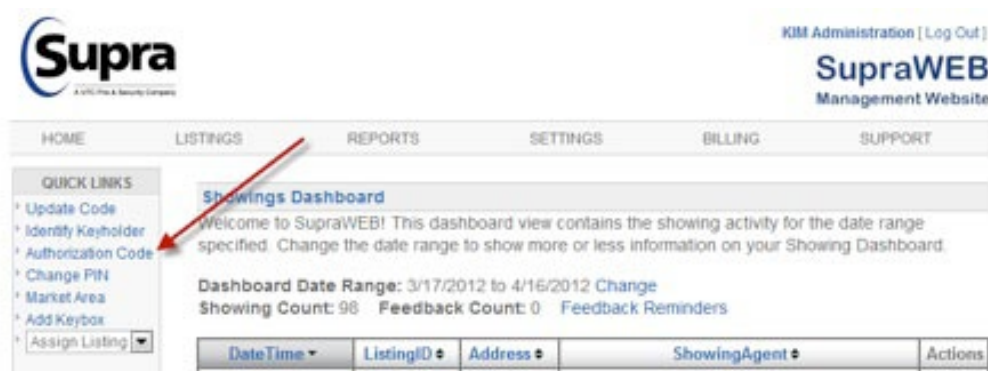 Supra
KIM Administration [ Log Out ]
SupraWEB
Management Website
HOME LISTINGS REPORTS SETTINGS BILLING SUPPORT
QUICK LINKS
Update Code
Identify Keyholder
Authorization Code
Change PIN
Market Area
Add Keybox
Assign Listing
Showings Dashboard
Welcome to SupraWEB! This dashboard view contains the showing activity for the date range
specified. Change the date range to show more or less information on your Showing Dashboard.
Dashboard Date Range: 3/17/2012 to 4/16/2012 Change
Showing Count: 98 Feedback Count: 0 Feedback Reminders
DateTime ListingID Address ShowingAgent Actions